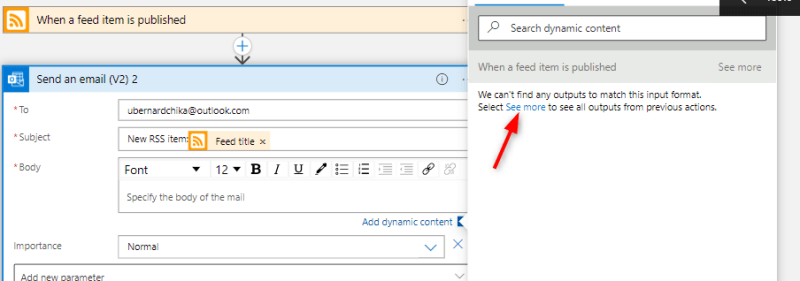 When a feed item is published
Send an email (V2) 2
* To
ubernardchika@outlook.com
* Subject
New RSS item: Feed title ×
* Body
Font 12 B I U
Specify the body of the mail
Add dynamic content
Importance
Normal
Add new parameter
Search dynamic content
When a feed item is published See more
We can't find any outputs to match this input format.
Select See more to see all outputs from previous actions.